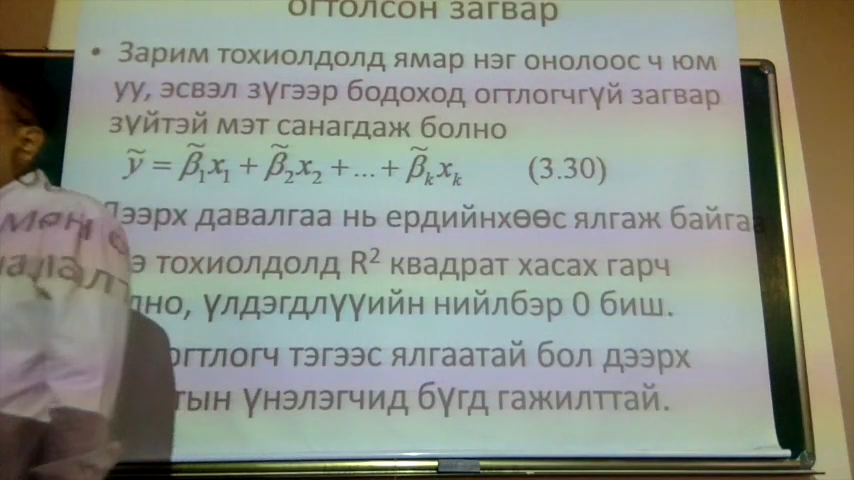 огтолсон загвар
• Зарим тохиолдолд ямар нэг онолоос ч юм
уу, эсвэл зүгээр бодоход огтлогчгүй загвар
зүйтэй мэт санагдаж болно
ỹ = β̃₁x₁ + β̃₂x₂ +...+ β̃ₖxₖ (3.30)
Дээрх давалгаа нь ердийнхөөс ялгаж байгаа
тохиолдолд R² квадрат хасах гарч
үлдэгдлүүийн нийлбэр 0 биш.
огтлогч тэгээс ялгаатай бол дээрх
үнэлэгчид бүгд гажилттай.